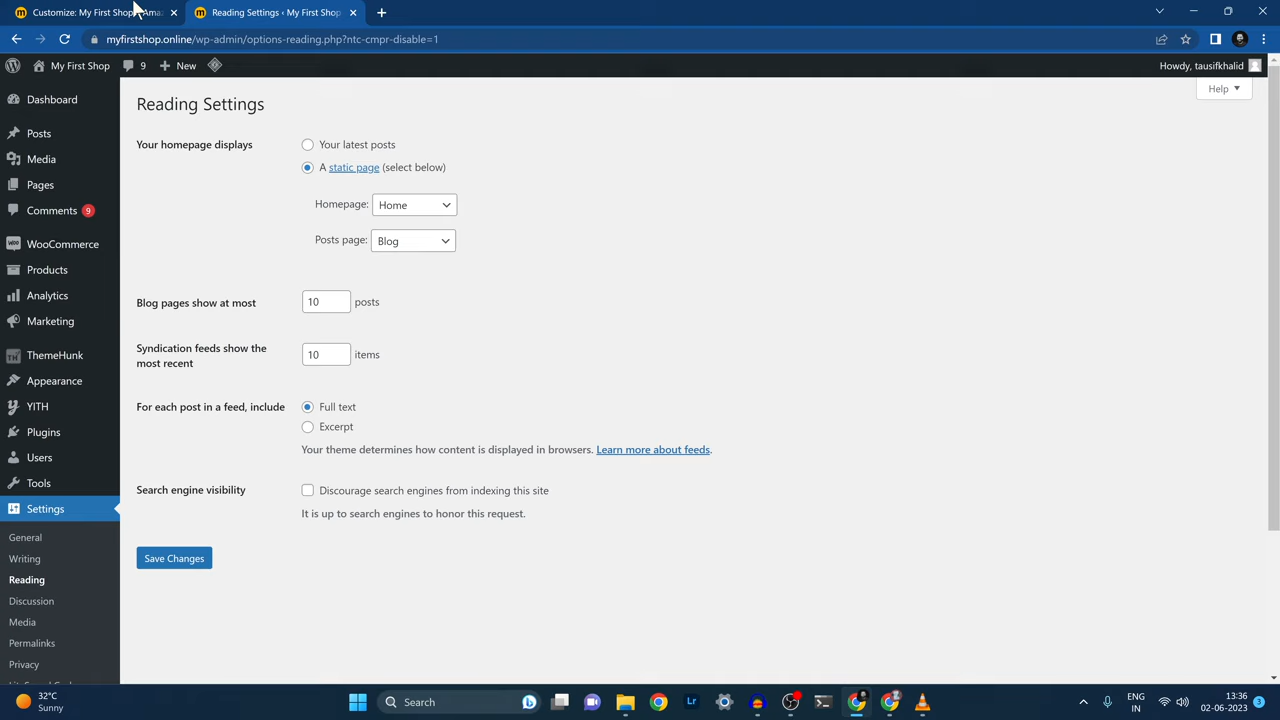 Customize: My First Shop - Amaz
Reading Settings ‹ My First Shop
myfirstshop.online/wp-admin/options-reading.php?ntc-cmpr-disable=1
My First Shop 9 New
Howdy, tausifkhalid
Help
Dashboard
Posts
Media
Pages
Comments 9
WooCommerce
Products
Analytics
Marketing
ThemeHunk
Appearance
YITH
Plugins
Users
Tools
Settings
General
Writing
Reading
Discussion
Media
Permalinks
Privacy
Reading Settings
Your homepage displays
Your latest posts
A static page (select below)
Homepage: Home
Posts page: Blog
Blog pages show at most 10 posts
Syndication feeds show the
most recent
10 items
For each post in a feed, include
Full text
Excerpt
Your theme determines how content is displayed in browsers. Learn more about feeds.
Search engine visibility
Discourage search engines from indexing this site
It is up to search engines to honor this request.
Save Changes
32°C
Sunny
Search
Lr
ENG
IN
13:36
02-06-2023
3